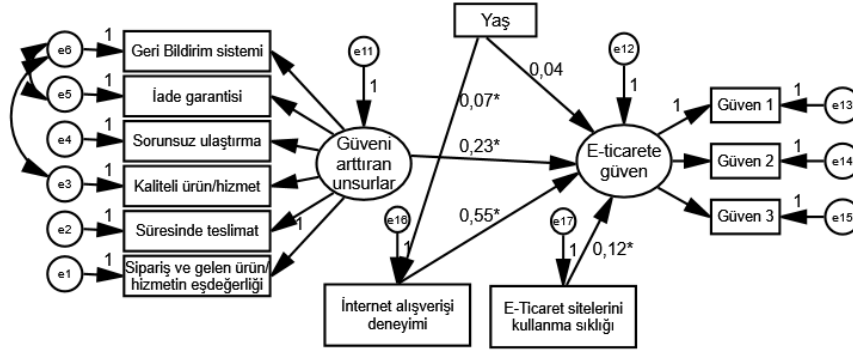 Yaş
e6
1
Geri Bildirim sistemi
e11
e12
e5
1
İade garantisi
1
0,04
1
e4
1
Sorunsuz ulaştırma
0,07*
1
Güven 1
1
e13
Güveni
arttıran
unsurlar
0,23*
E-ticarete
güven
Güven 2
1
e14
e3
1
Kaliteli ürün/hizmet
e2
1
Süresinde teslimat
1
e16
0,55*
e17
Güven 3
1
e15
e1
1
Sipariş ve gelen ürün/
hizmetin eşdeğerliği
1
1
0,12*
İnternet alışverişi
deneyimi
E-Ticaret sitelerini
kullanma sıklığı